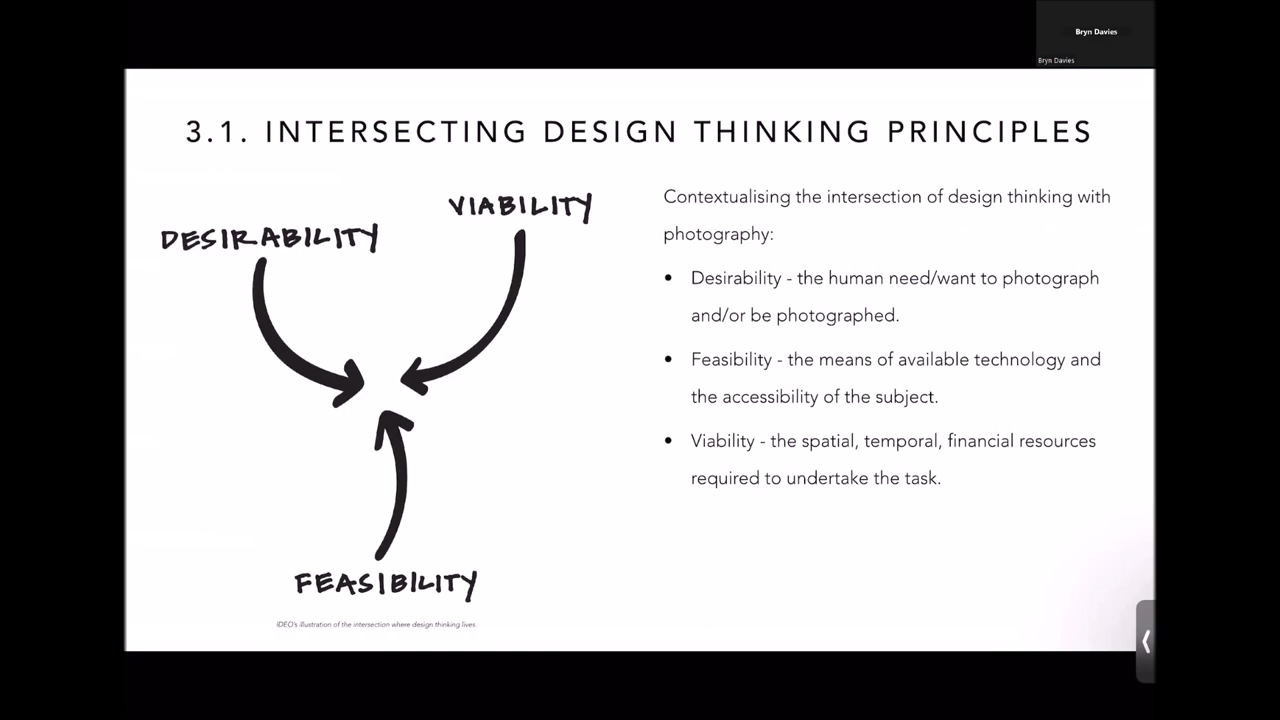 Bryn Davies
Bryn Davies
3.1. INTERSECTING DESIGN THINKING PRINCIPLES
DESIRABILITY
VIABILITY
FEASIBILITY
IDEO's illustration of the intersection where design thinking lives.
Contextualising the intersection of design thinking with
photography:
• Desirability - the human need/want to photograph
and/or be photographed.
• Feasibility - the means of available technology and
the accessibility of the subject.
• Viability - the spatial, temporal, financial resources
required to undertake the task.